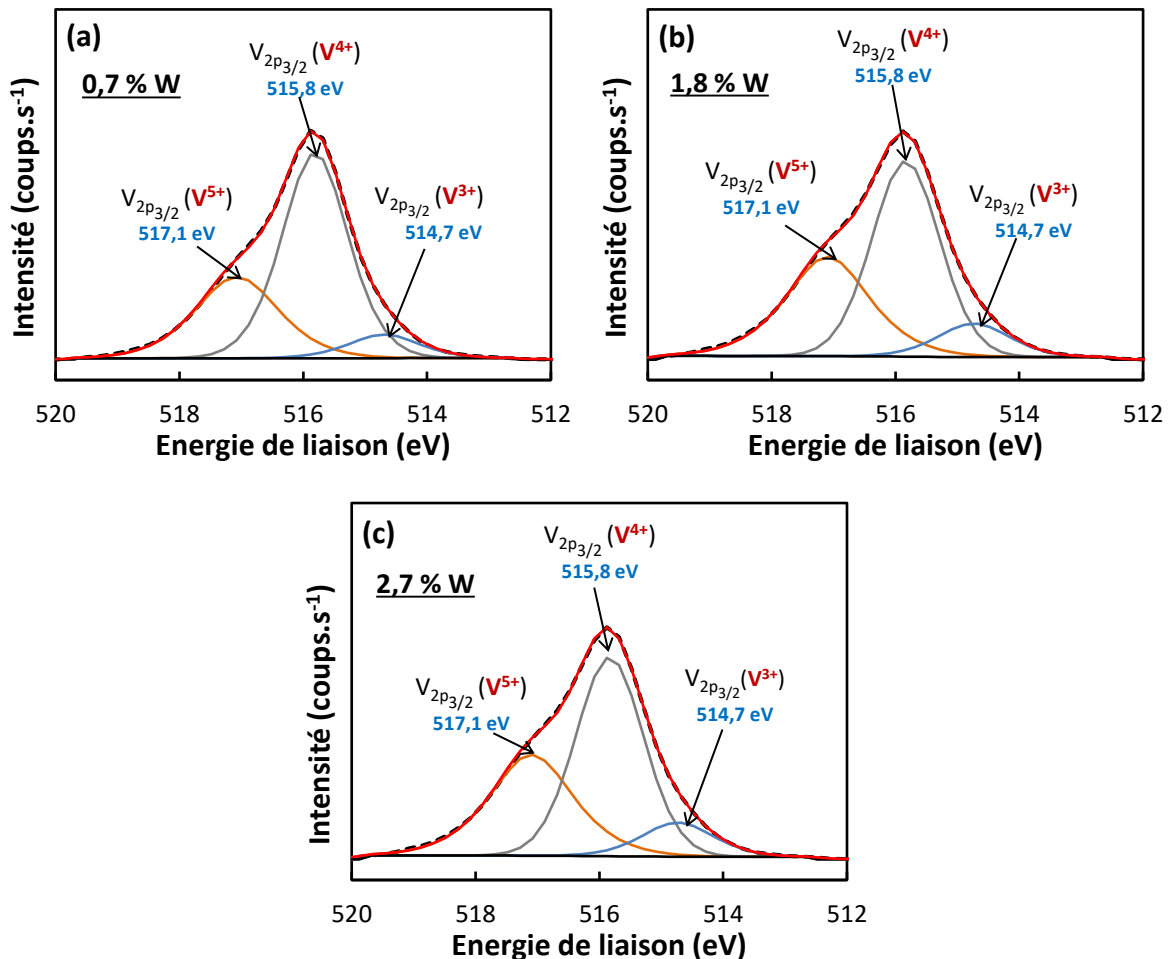 (a)
0,7 % W
V2p3/2 (V4+)
515,8 eV
V2p3/2 (V5+)
517,1 eV
V2p3/2 (V3+)
514,7 eV
Intensité (coups.s-1)
520 518 516 514 512
Energie de liaison (eV)
(b)
1,8 % W
V2p3/2 (V4+)
515,8 eV
V2p3/2 (V5+)
517,1 eV
V2p3/2 (V3+)
514,7 eV
Intensité (coups.s-1)
520 518 516 514 512
Energie de liaison (eV)
(c)
2,7 % W
V2p3/2 (V4+)
515,8 eV
V2p3/2 (V5+)
517,1 eV
V2p3/2 (V3+)
514,7 eV
Intensité (coups.s-1)
520 518 516 514 512
Energie de liaison (eV)